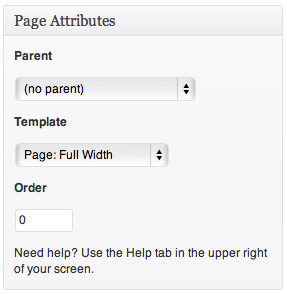 Page Attributes
Parent
(no parent)
Template
Page: Full Width
Order
0
Need help? Use the Help tab in the upper right
of your screen.